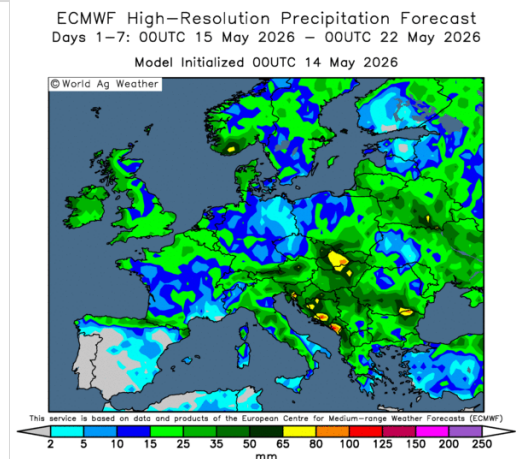 ECMWF High-Resolution Precipitation Forecast
Days 1-7: 00UTC 15 May 2026 - 00UTC 22 May 2026
Model Initialized 00UTC 14 May 2026
© World Ag Weather
This service is based on data and products of the European Centre for Medium-range Weather Forecasts (ECMWF)
2 5 10 15 25 35 50 65 80 100 125 150 200 250
mm